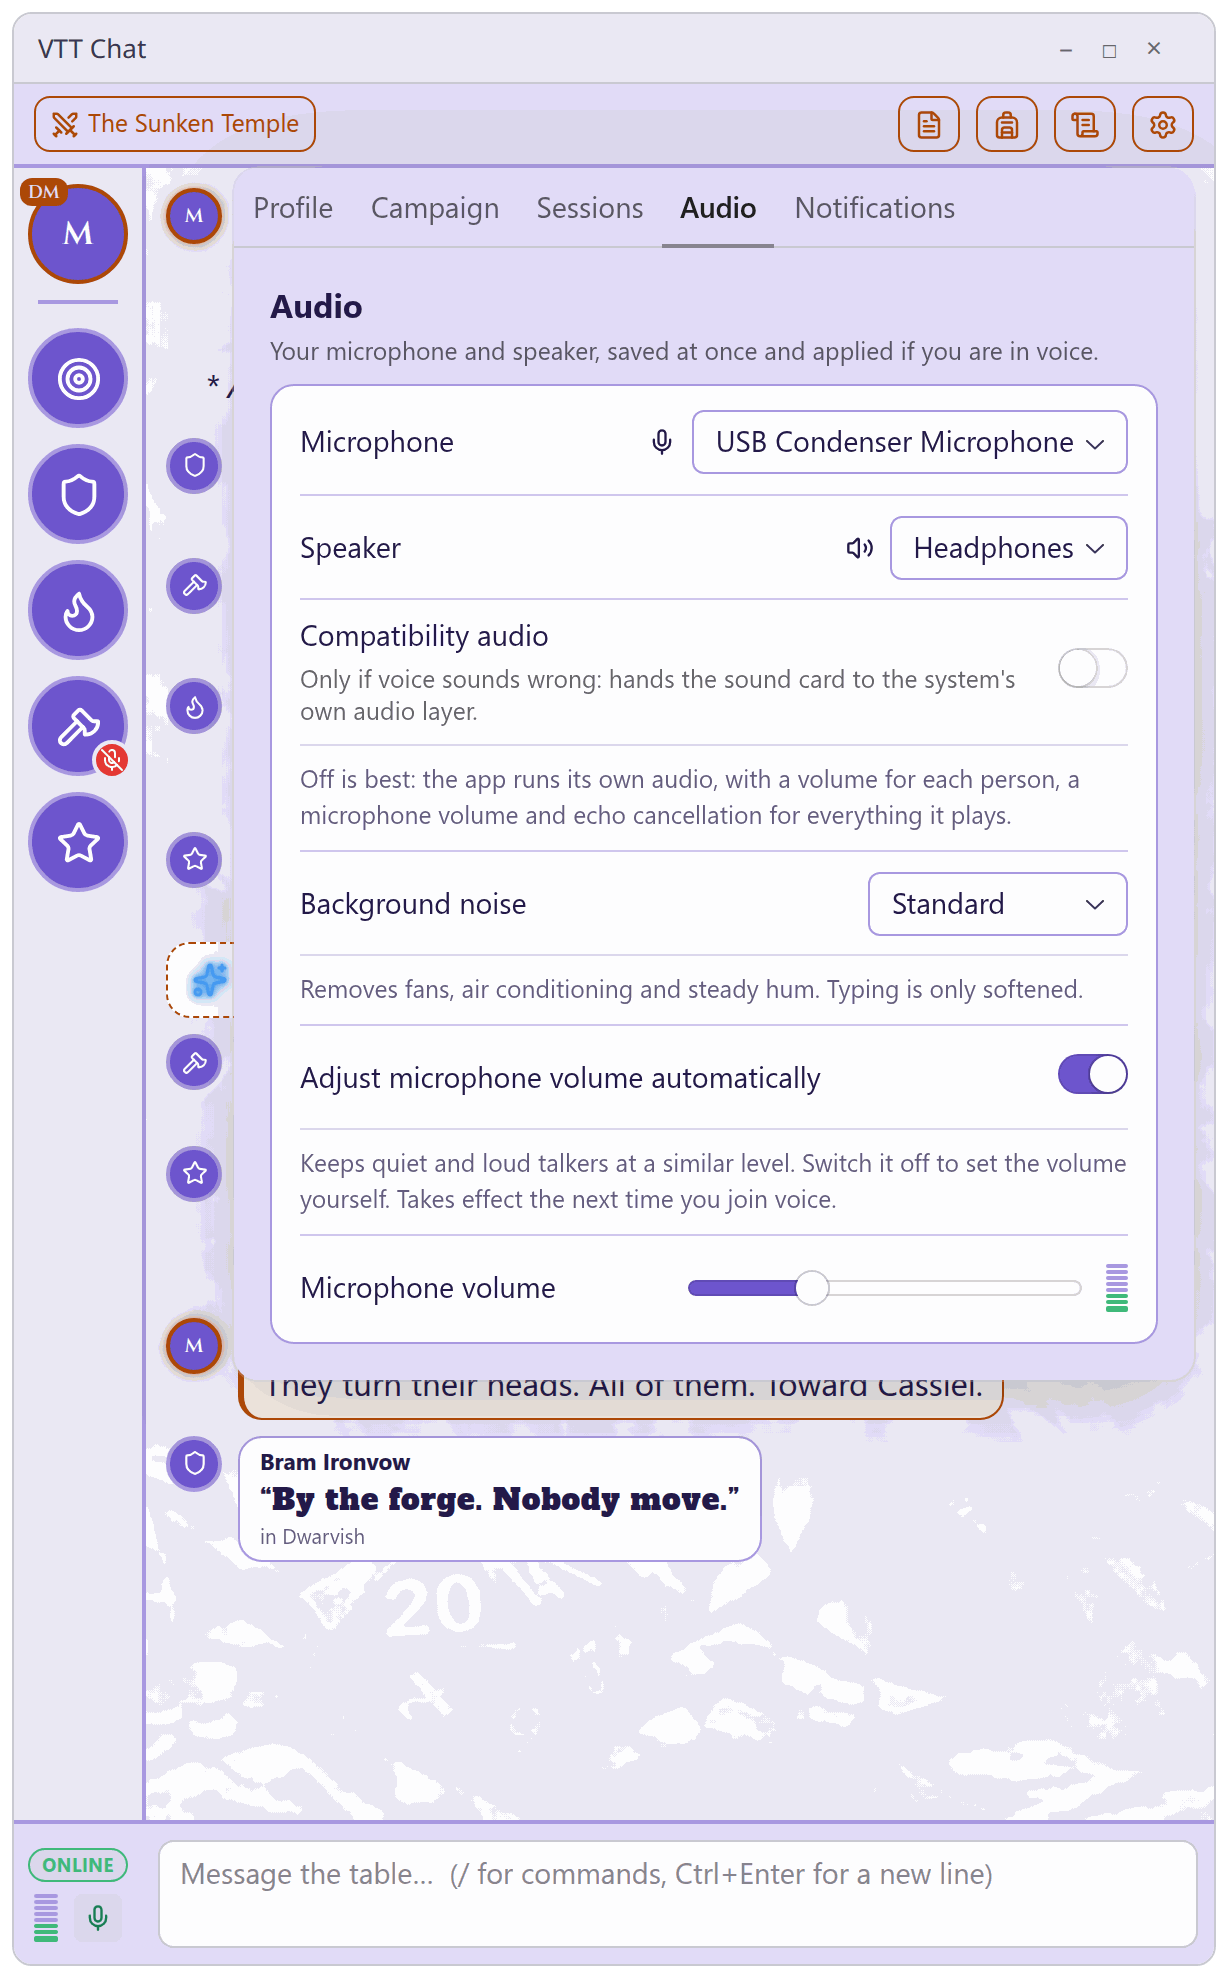 VTT Chat
The Sunken Temple
DM
M
M
Profile Campaign Sessions Audio Notifications
Audio
Your microphone and speaker, saved at once and applied if you are in voice.
Microphone
USB Condenser Microphone
Speaker
Headphones
Compatibility audio
Only if voice sounds wrong: hands the sound card to the system's
own audio layer.
Off is best: the app runs its own audio, with a volume for each person, a
microphone volume and echo cancellation for everything it plays.
Background noise
Standard
Removes fans, air conditioning and steady hum. Typing is only softened.
Adjust microphone volume automatically
Keeps quiet and loud talkers at a similar level. Switch it off to set the volume
yourself. Takes effect the next time you join voice.
Microphone volume
M
They turn their heads. All of them. Toward Cassiel.
Bram Ironvow
“By the forge. Nobody move.”
in Dwarvish
20
ONLINE
Message the table... (/ for commands, Ctrl+Enter for a new line)